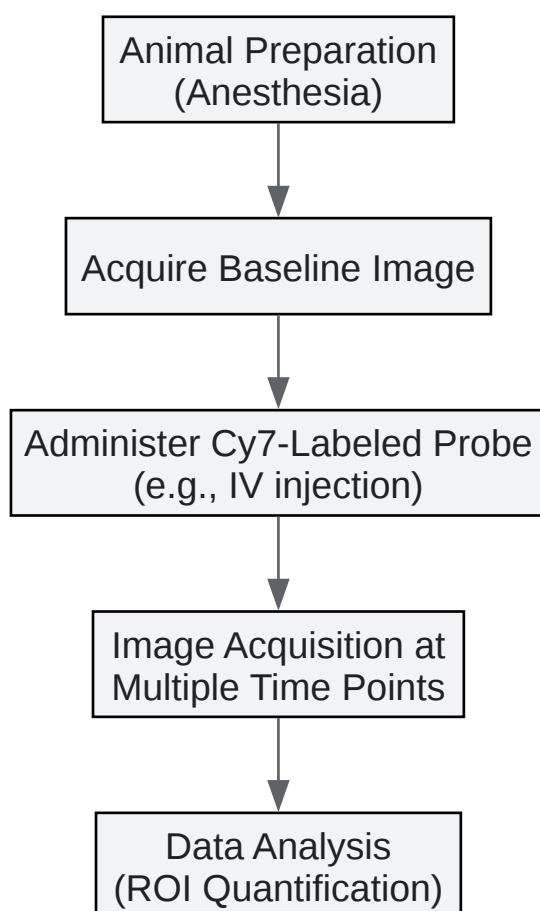 Animal Preparation
(Anesthesia)
Acquire Baseline Image
Administer Cy7-Labeled Probe
(e.g., IV injection)
Image Acquisition at
Multiple Time Points
Data Analysis
(ROI Quantification)